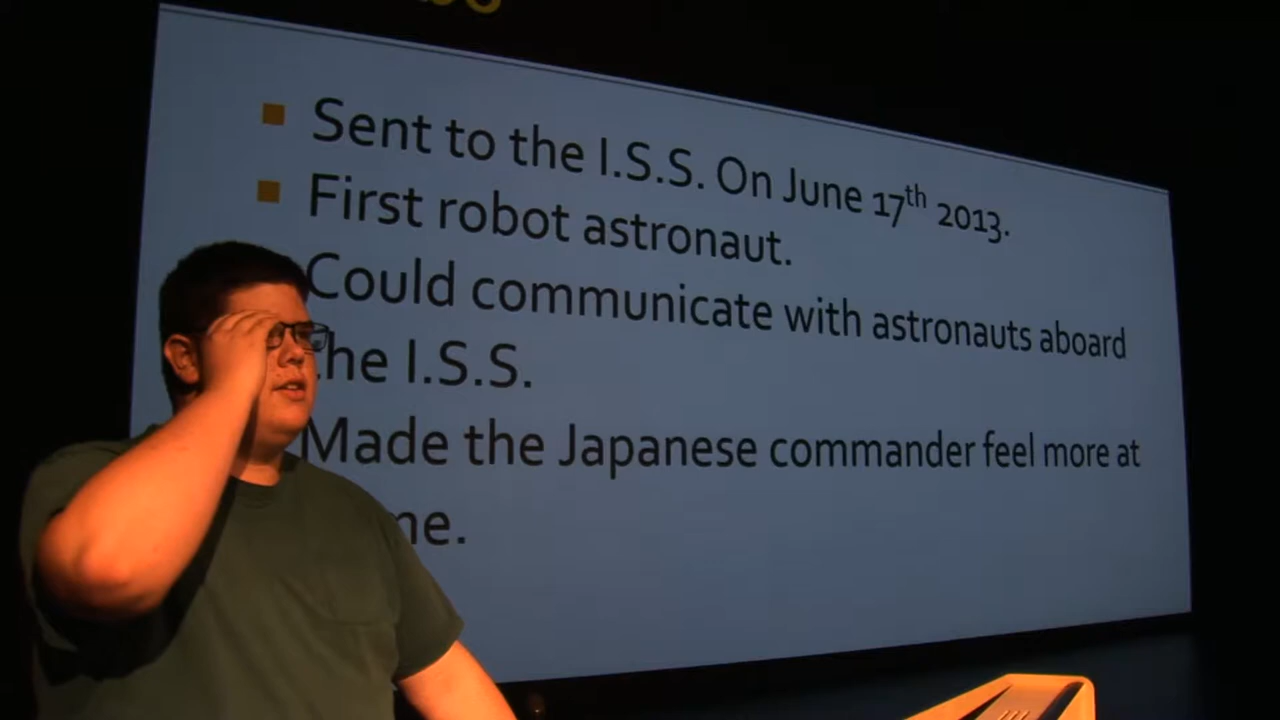 Sent to the I.S.S. On June 17th 2013.
First robot astronaut.
Could communicate with astronauts aboard
the I.S.S.
Made the Japanese commander feel more at